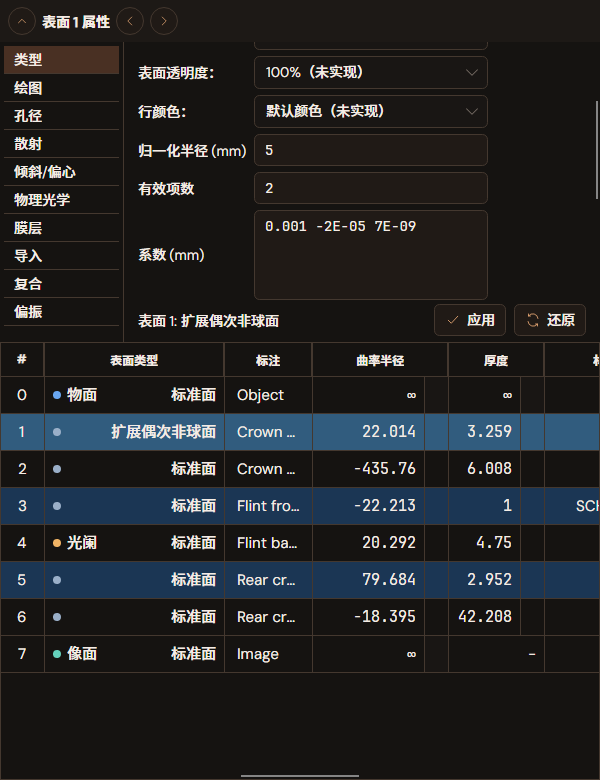 表面 1 属性
类型
绘图
孔径
散射
倾斜/偏心
物理光学
膜层
导入
复合
偏振
表面透明度: 100%（未实现）
行颜色: 默认颜色（未实现）
归一化半径 (mm) 5
有效项数 2
系数 (mm) 0.001 -2E-05 7E-09
表面 1: 扩展偶次非球面 应用 还原
# 表面类型 标注 曲率半径 厚度
0 物面 标准面 Object ∞ ∞
1 扩展偶次非球面 Crown ... 22.014 3.259
2 标准面 Crown ... -435.76 6.008
3 标准面 Flint fro... -22.213 1
4 光阑 标准面 Flint ba... 20.292 4.75
5 标准面 Rear cr... 79.684 2.952
6 标准面 Rear cr... -18.395 42.208
7 像面 标准面 Image ∞ -